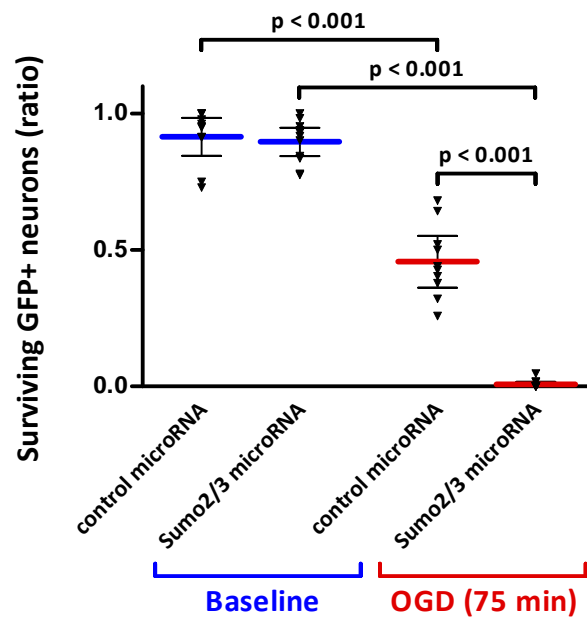 p < 0.001
p < 0.001
p < 0.001
Surviving GFP+ neurons (ratio)
1.0
0.5
0.0
control microRNA
Sumo2/3 microRNA
control microRNA
Sumo2/3 microRNA
Baseline
OGD (75 min)